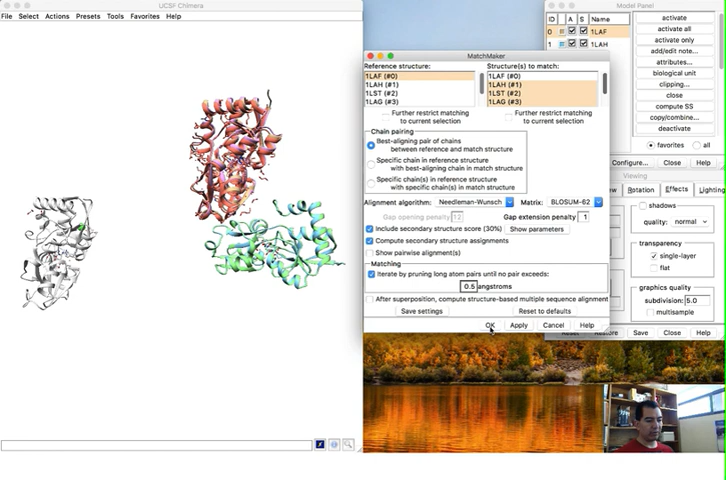 UCSF Chimera
File Select Actions Presets Tools Favorites Help
Model Panel
ID A S Name
0 1LAF
1 1LAH
activate
activate all
activate only
add/edit note...
attributes...
biological unit
clipping...
close
compute SS
copy/combine...
deactivate
favorites all
Configure... Close Help
MatchMaker
Reference structure: Structure(s) to match:
1LAF (#0) 1LAF (#0)
1LAH (#1) 1LAH (#1)
1LST (#2) 1LST (#2)
1LAG (#3) 1LAG (#3)
Further restrict matching Further restrict matching
to current selection to current selection
Chain pairing
Best-aligning pair of chains
between reference and match structure
Specific chain in reference structure
with best-aligning chain in match structure
Specific chain(s) in reference structure
with specific chain(s) in match structure
Alignment algorithm: Needleman-Wunsch Matrix: BLOSUM-62
Gap opening penalty 12 Gap extension penalty 1
Include secondary structure score (30%) Show parameters
Compute secondary structure assignments
Show pairwise alignment(s)
Matching
Iterate by pruning long atom pairs until no pair exceeds:
0.5 angstroms
After superposition, compute structure-based multiple sequence alignment
Save settings Reset to defaults
OK Apply Cancel Help
Viewing
Rotation Effects Lighting
shadows
quality: normal
transparency
single-layer
flat
graphics quality
subdivision: 5.0
multisample
Reset Restore Save Close Help